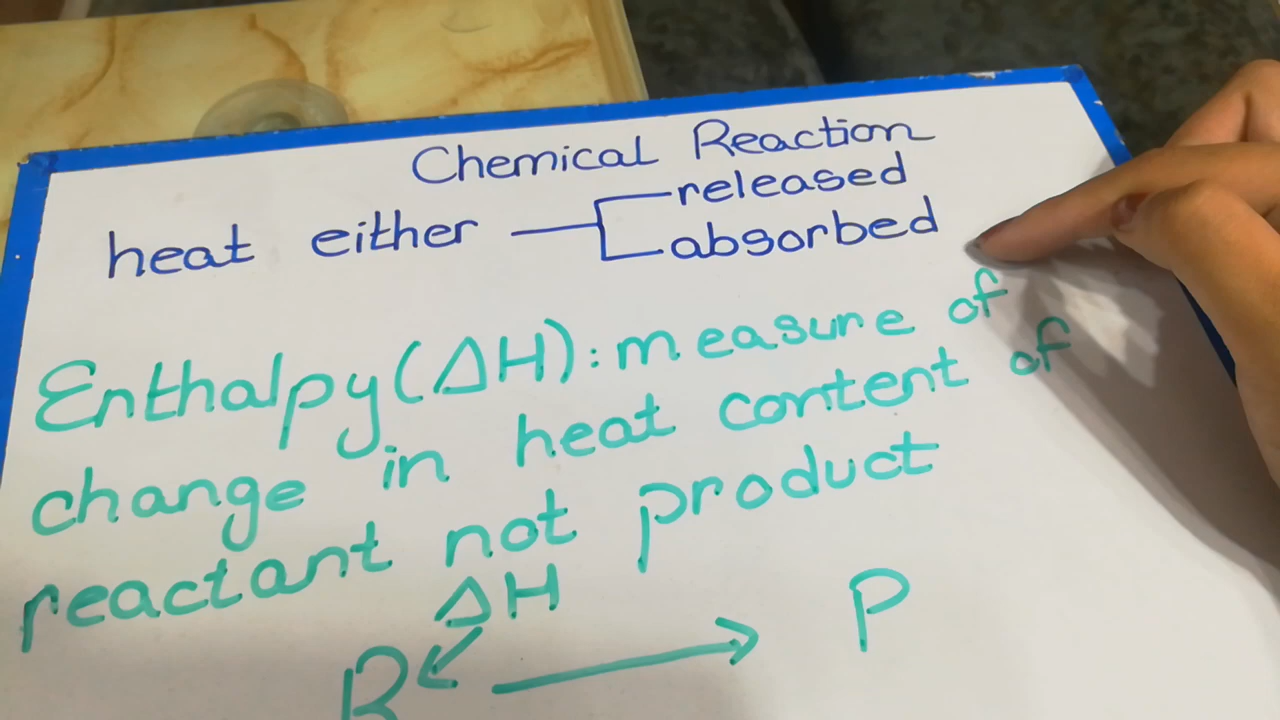 Chemical Reaction
heat either
released
absorbed
Enthalpy (ΔH): measure of
change in heat content of
reactant not product
ΔH
R → P